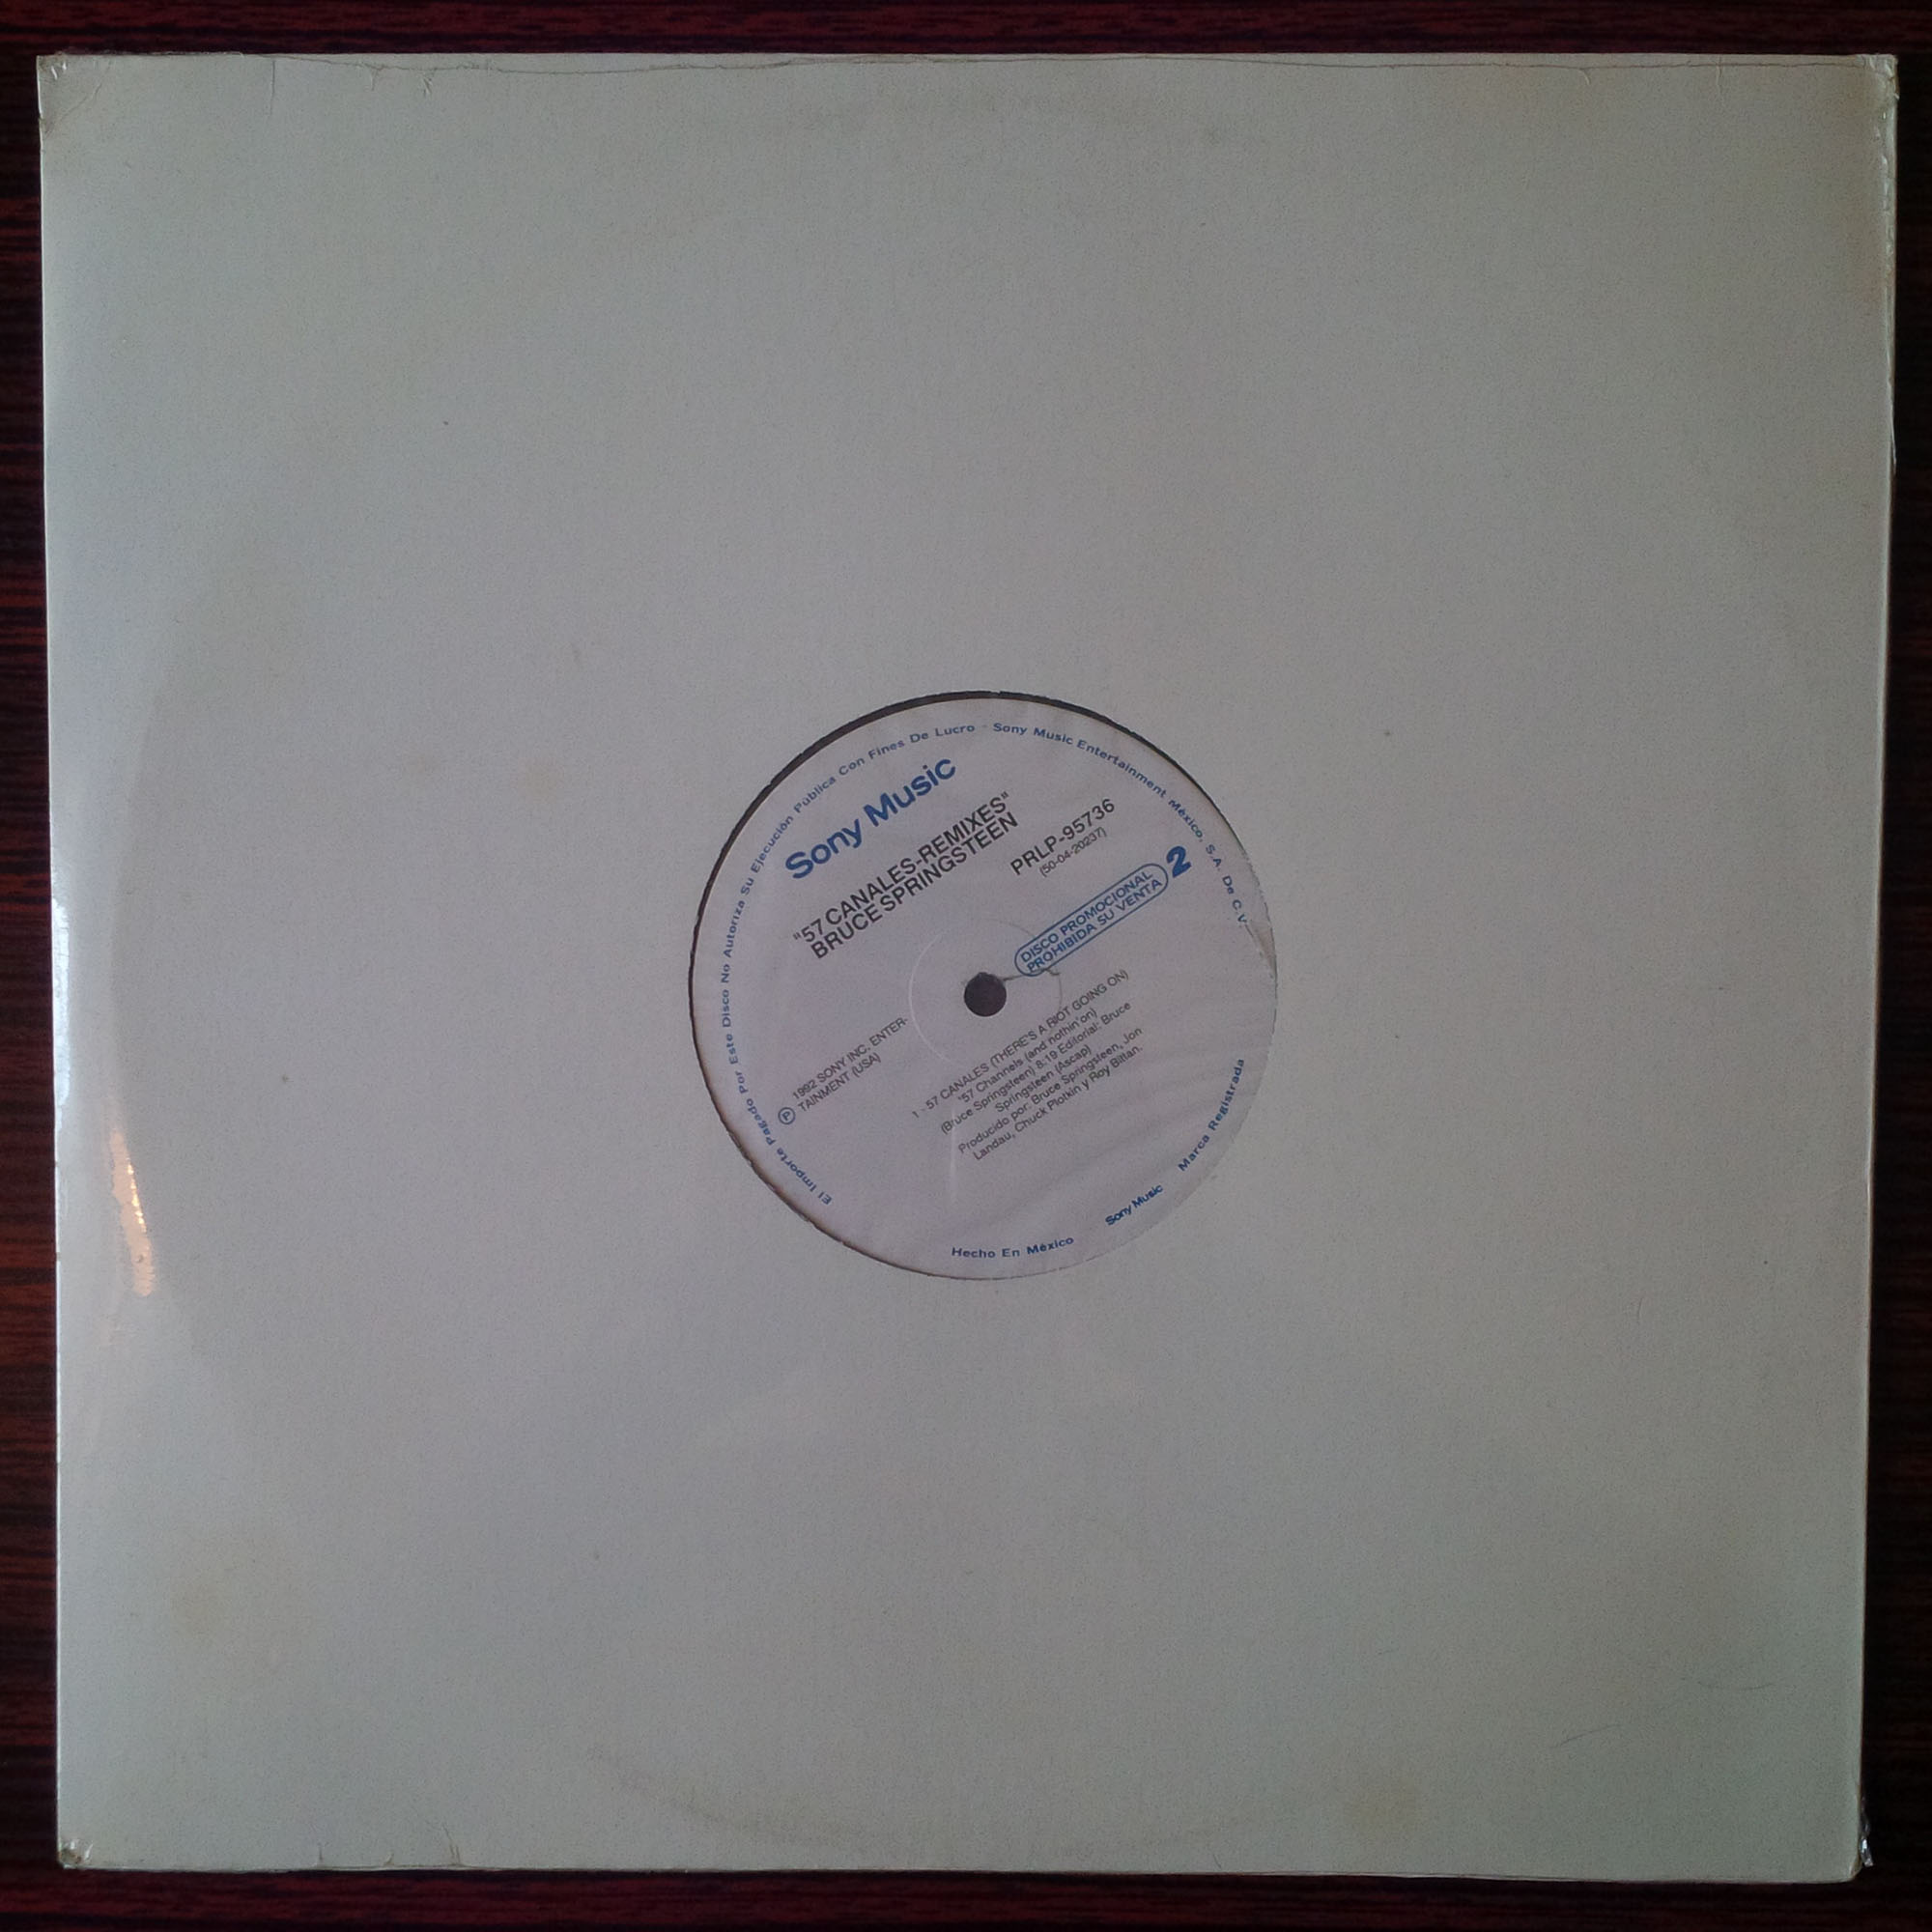 El Importe Pagado Por Este Disco No Autoriza Su Ejecución Pública Con Fines De Lucro - Sony Music Entertainment México, S.A. De C.V.
Sony Music
"57 CANALES-REMIXES"
BRUCE SPRINGSTEEN
PRLP-95736
(50-04-20237)
DISCO PROMOCIONAL
PROHIBIDA SU VENTA
2
℗ 1992 SONY INC. ENTER-
TAINMENT (USA)
1 - 57 CANALES (THERE'S A RIOT GOING ON)
"57 Channels (and nothin'on)
(Bruce Springsteen) 8:19 Editorial: Bruce
Springsteen (Ascap)
Producido por: Bruce Springsteen, Jon
Landau, Chuck Plotkin y Roy Bittan.
Hecho En México
Sony Music
Marca Registrada